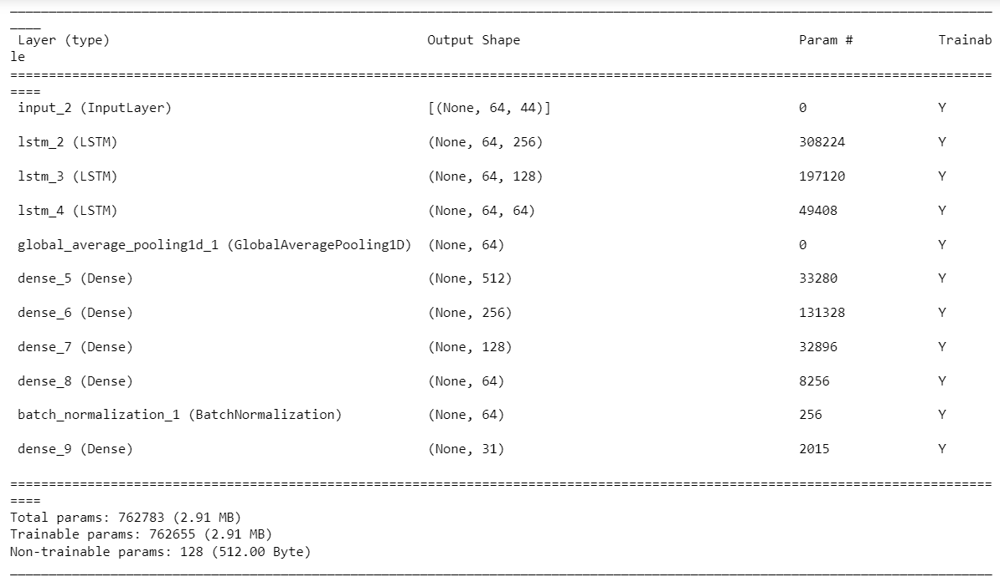 ____________________________________________________________________________________________________________________________________
____
Layer (type) Output Shape Param # Trainab
le
================================================================================================================================
====
input_2 (InputLayer) [(None, 64, 44)] 0 Y
lstm_2 (LSTM) (None, 64, 256) 308224 Y
lstm_3 (LSTM) (None, 64, 128) 197120 Y
lstm_4 (LSTM) (None, 64, 64) 49408 Y
global_average_pooling1d_1 (GlobalAveragePooling1D) (None, 64) 0 Y
dense_5 (Dense) (None, 512) 33280 Y
dense_6 (Dense) (None, 256) 131328 Y
dense_7 (Dense) (None, 128) 32896 Y
dense_8 (Dense) (None, 64) 8256 Y
batch_normalization_1 (BatchNormalization) (None, 64) 256 Y
dense_9 (Dense) (None, 31) 2015 Y
================================================================================================================================
====
Total params: 762783 (2.91 MB)
Trainable params: 762655 (2.91 MB)
Non-trainable params: 128 (512.00 Byte)
____________________________________________________________________________________________________________________________________